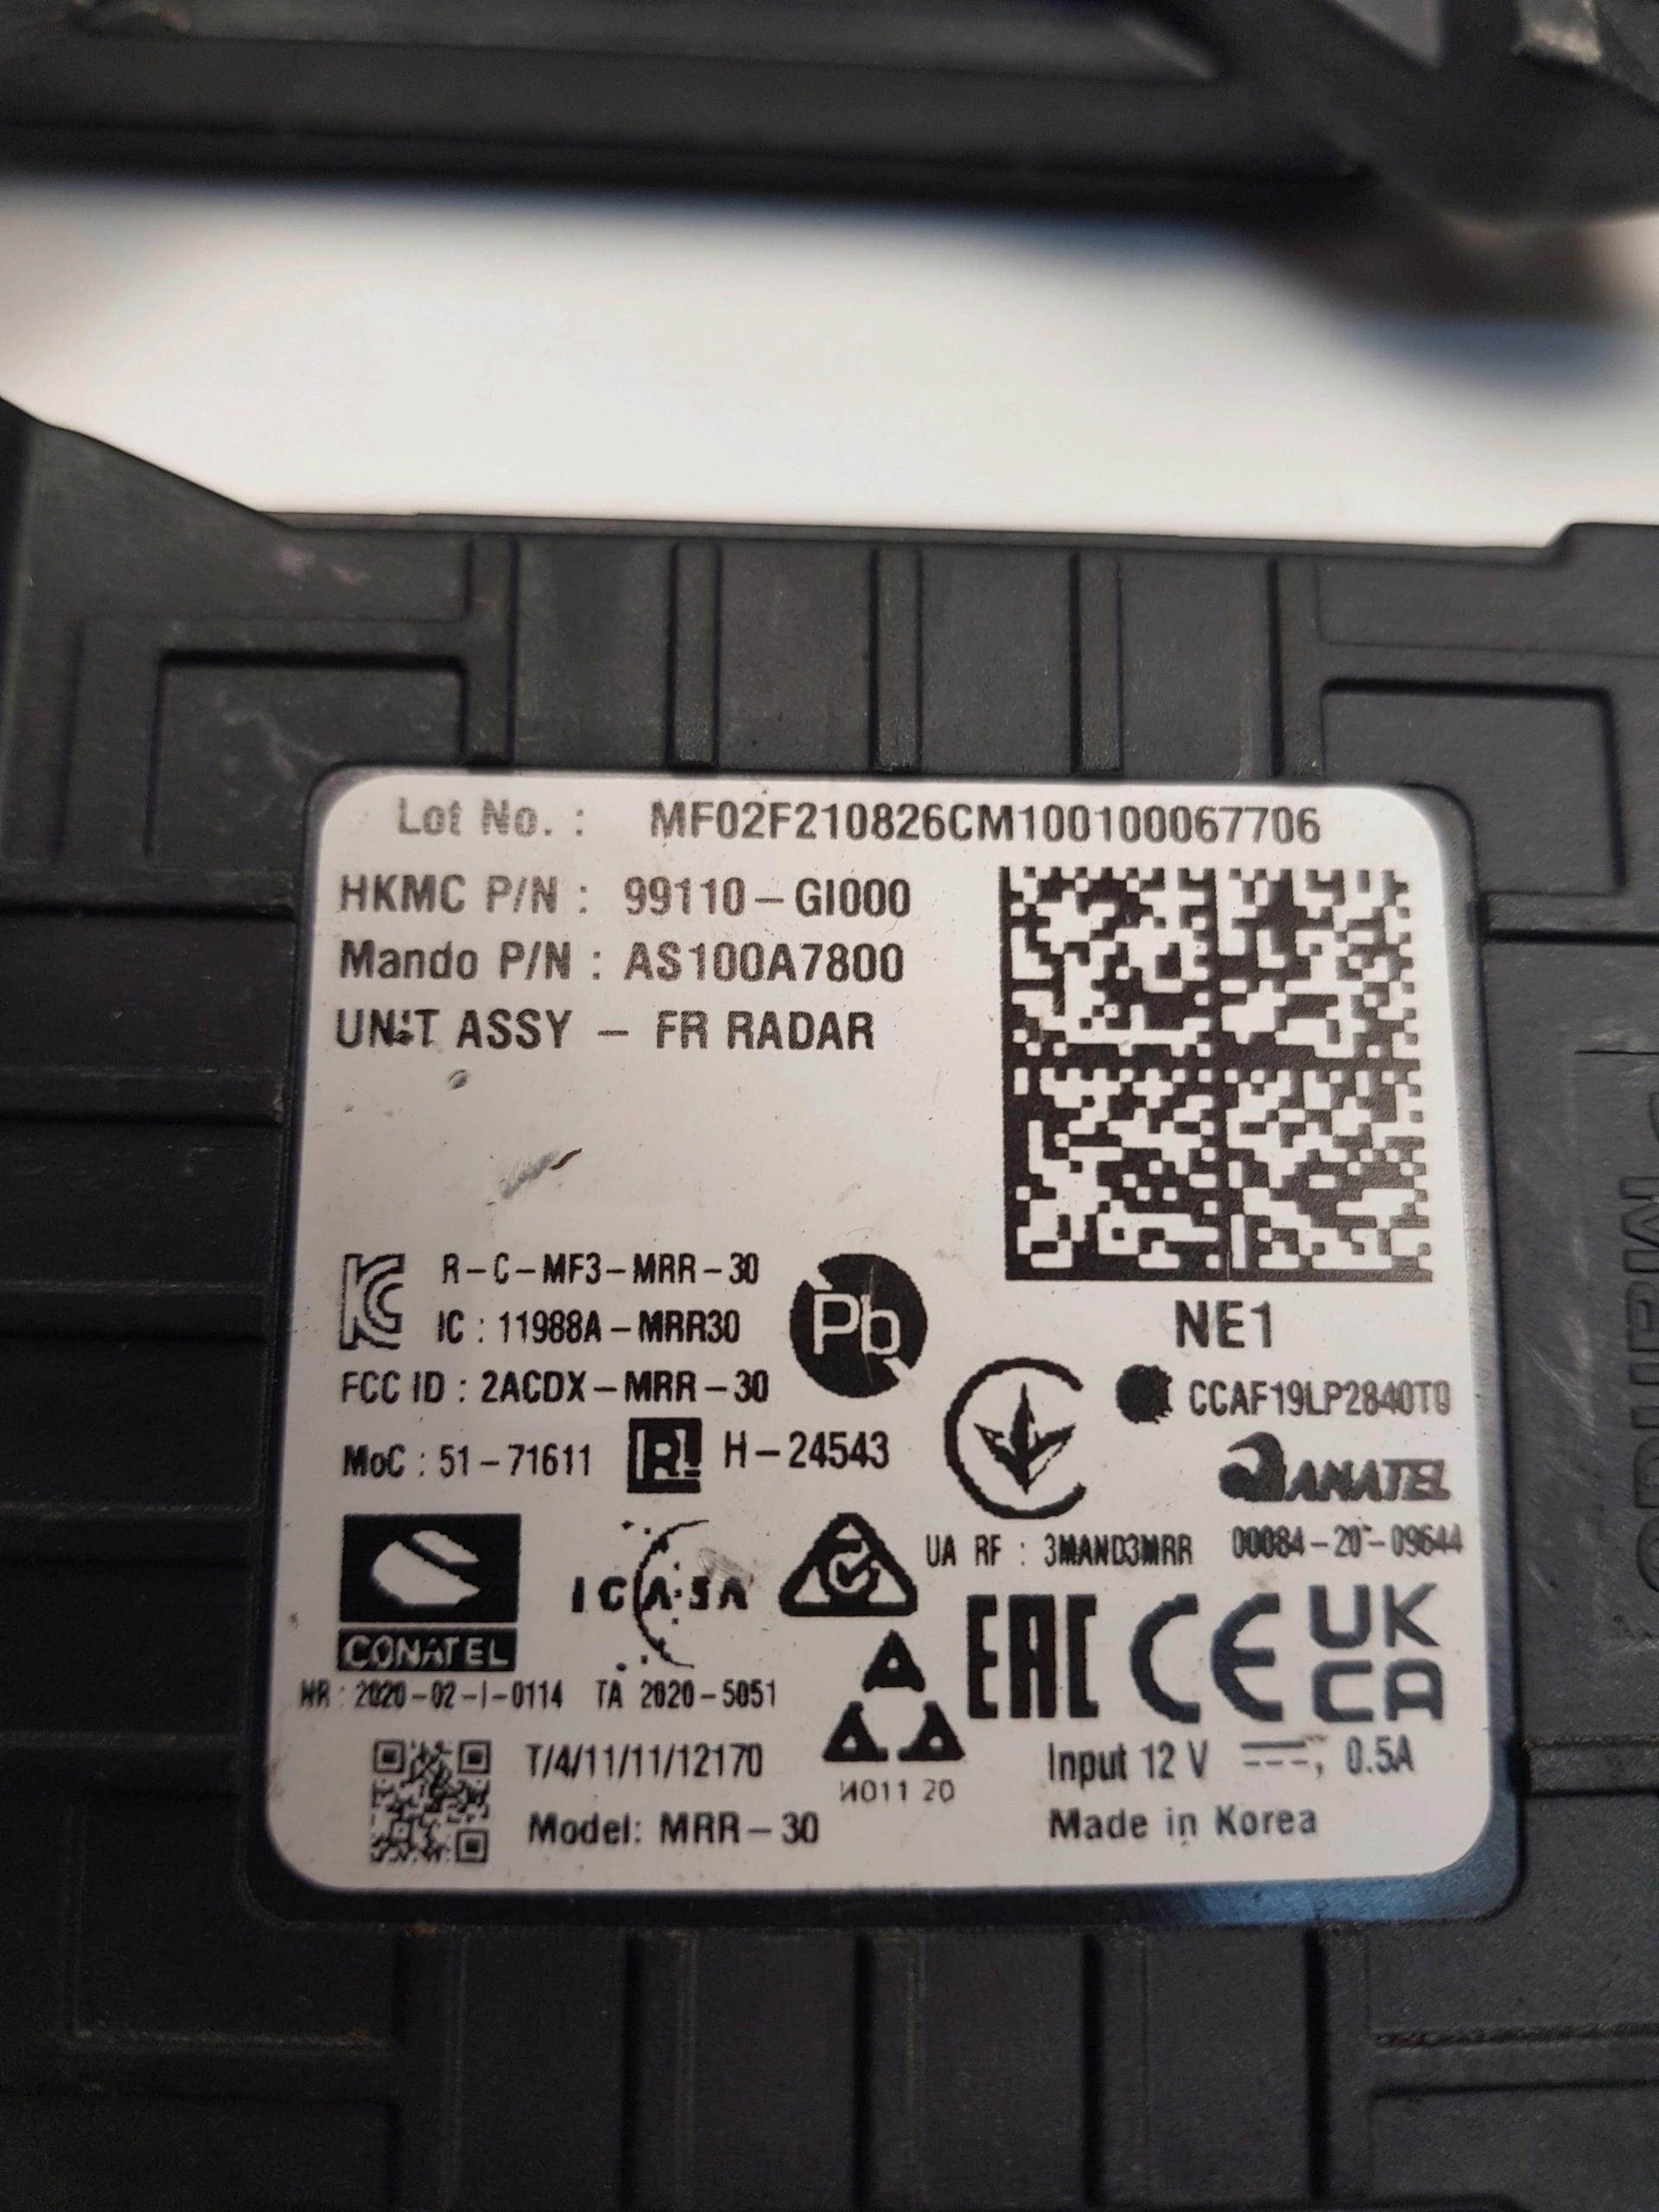 Lot No. : MF02F210826CM100100067706
HKMC P/N : 99110-GI000
Mando P/N : AS100A7800
UNIT ASSY - FR RADAR
R-C-MF3-MRR-30
IC : 11988A-MRR30
FCC ID : 2ACDX-MRR-30
Pb
NE1
CCAF19LP2840T0
MoC : 51-71611
R H-24543
ANATEL
UA RF : 3MAND3MRR
00084-20-09644
CONATEL
ICASA
NR : 2020-02-I-0114
TA 2020-5051
EAC CE UK CA
T/4/11/11/12170
И011 20
Input 12 V ⎓, 0.5A
Model: MRR-30
Made in Korea
Mando